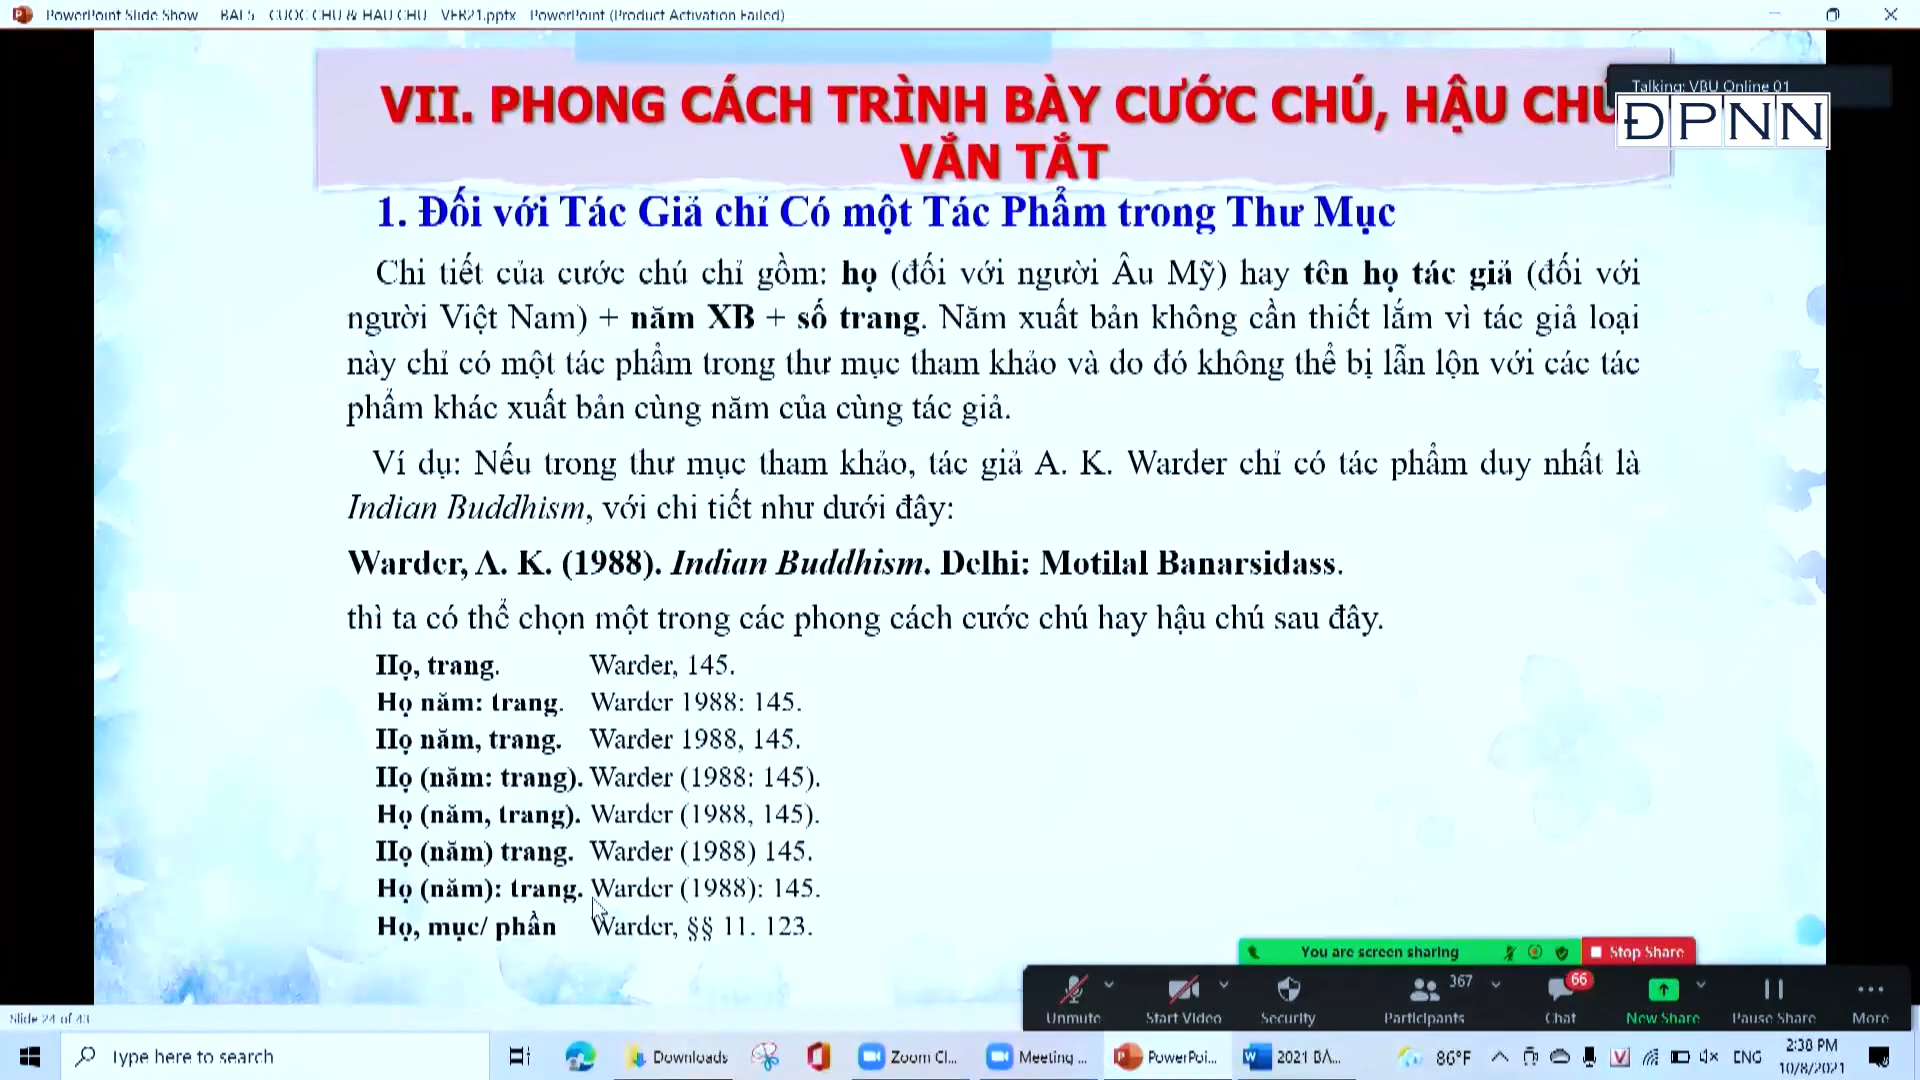 PowerPoint Slide Show - BAI 5 - CUOC CHU & HAU CHU - VER21.pptx - PowerPoint (Product Activation Failed)
Talking: VBU Online 01
ĐPNN
VII. PHONG CÁCH TRÌNH BÀY CƯỚC CHÚ, HẬU CHÚ
VẮN TẮT
1. Đối với Tác Giả chỉ Có một Tác Phẩm trong Thư Mục
Chi tiết của cước chú chỉ gồm: họ (đối với người Âu Mỹ) hay tên họ tác giả (đối với
người Việt Nam) + năm XB + số trang. Năm xuất bản không cần thiết lắm vì tác giả loại
này chỉ có một tác phẩm trong thư mục tham khảo và do đó không thể bị lẫn lộn với các tác
phẩm khác xuất bản cùng năm của cùng tác giả.
Ví dụ: Nếu trong thư mục tham khảo, tác giả A. K. Warder chỉ có tác phẩm duy nhất là
Indian Buddhism, với chi tiết như dưới đây:
Warder, A. K. (1988). Indian Buddhism. Delhi: Motilal Banarsidass.
thì ta có thể chọn một trong các phong cách cước chú hay hậu chú sau đây.
Họ, trang. Warder, 145.
Họ năm: trang. Warder 1988: 145.
Họ năm, trang. Warder 1988, 145.
Họ (năm: trang). Warder (1988: 145).
Họ (năm, trang). Warder (1988, 145).
Họ (năm) trang. Warder (1988) 145.
Họ (năm): trang. Warder (1988): 145.
Họ, mục/ phần Warder, §§ 11. 123.
You are screen sharing Stop Share
367 66
Unmute Start Video Security Participants Chat New Share Pause Share More
Slide 24 of 43
Type here to search Downloads Zoom Cl... Meeting ... PowerPoi... 2021 BA... 86°F ENG 2:38 PM
10/8/2021